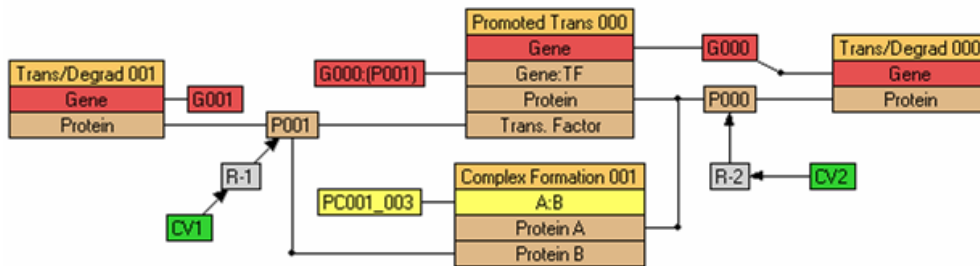 Promoted Trans 000
Gene
G000
Trans/Degrad 000
Trans/Degrad 001
G000:(P001)
Gene:TF
Gene
Gene
G001
Protein
P000
Protein
Protein
P001
Trans. Factor
R-1
Complex Formation 001
R-2
CV2
PC001_003
A:B
CV1
Protein A
Protein B